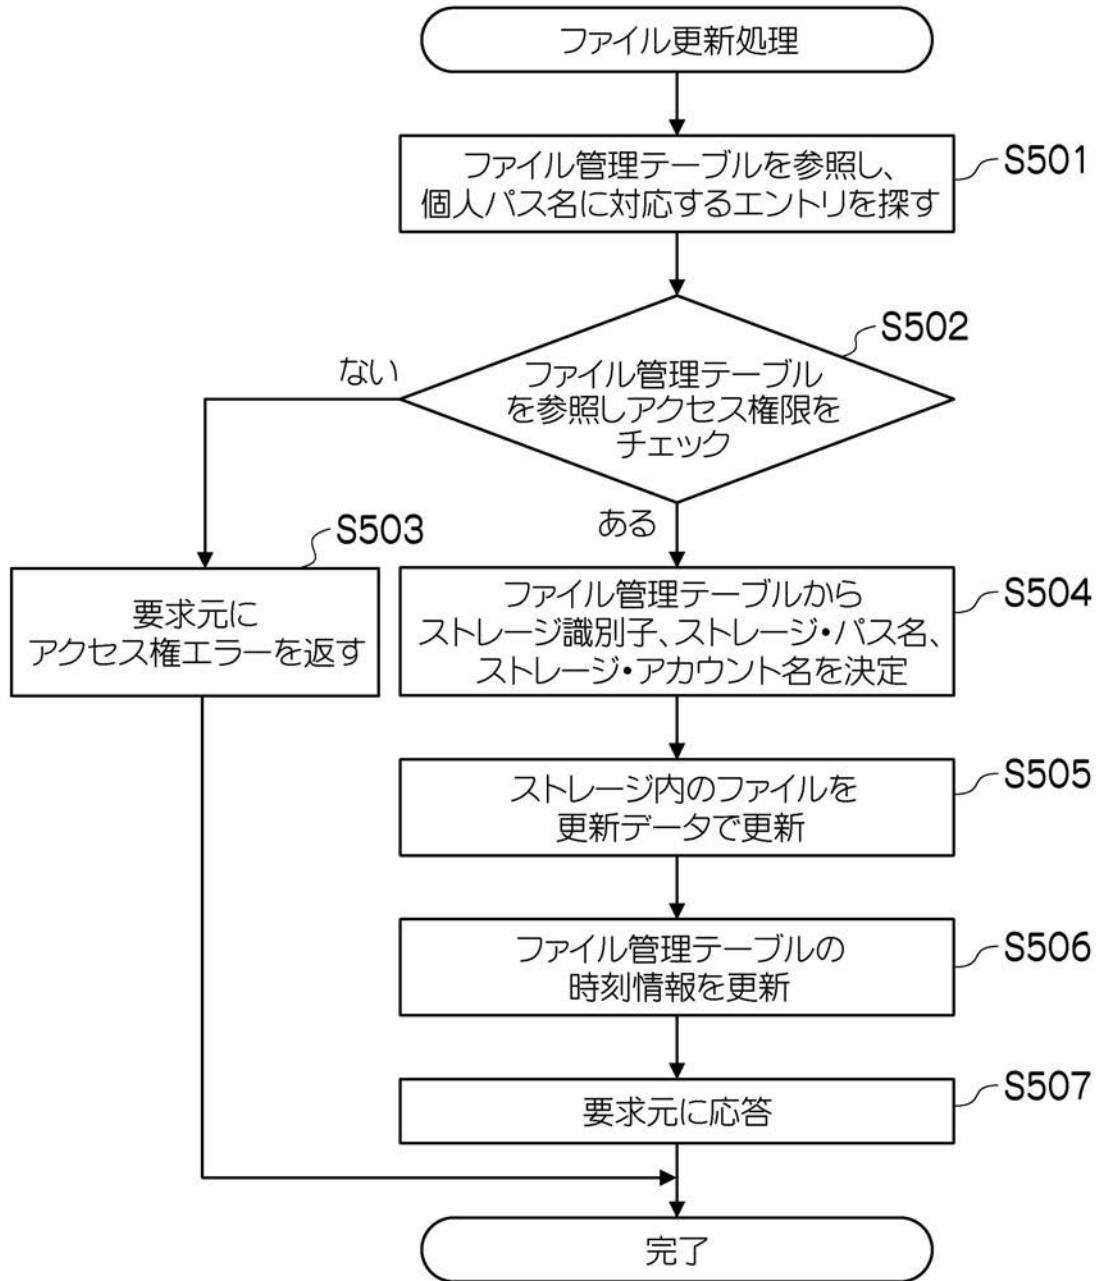 ファイル更新処理
ファイル管理テーブルを参照し、
個人パス名に対応するエントリを探す
S501
S502
ファイル管理テーブル
を参照しアクセス権限を
チェック
ない
ある
S503
要求元に
アクセス権エラーを返す
ファイル管理テーブルから
ストレージ識別子、ストレージ・パス名、
ストレージ・アカウント名を決定
S504
ストレージ内のファイルを
更新データで更新
S505
ファイル管理テーブルの
時刻情報を更新
S506
要求元に応答
S507
完了